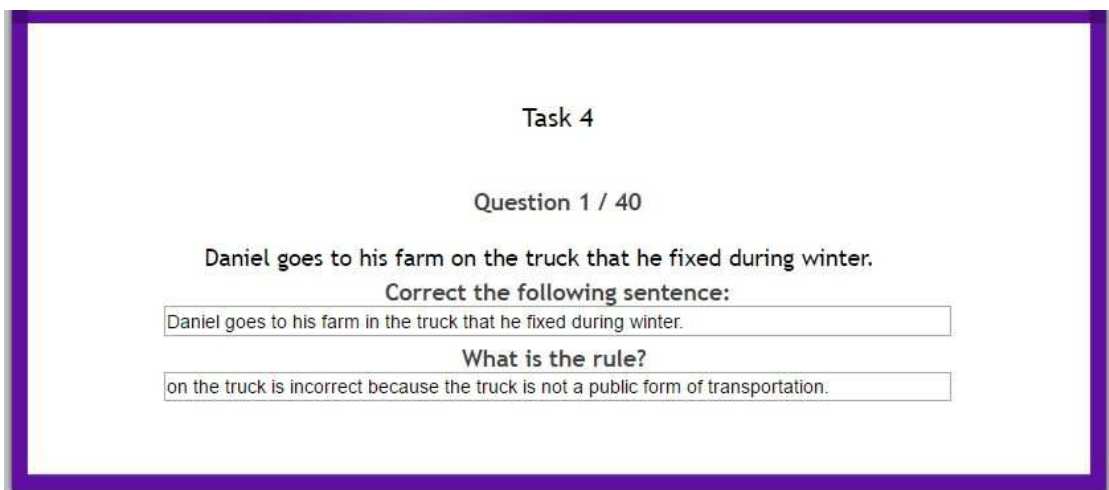 Task 4
Question 1 / 40
Daniel goes to his farm on the truck that he fixed during winter.
Correct the following sentence:
Daniel goes to his farm in the truck that he fixed during winter.
What is the rule?
on the truck is incorrect because the truck is not a public form of transportation.